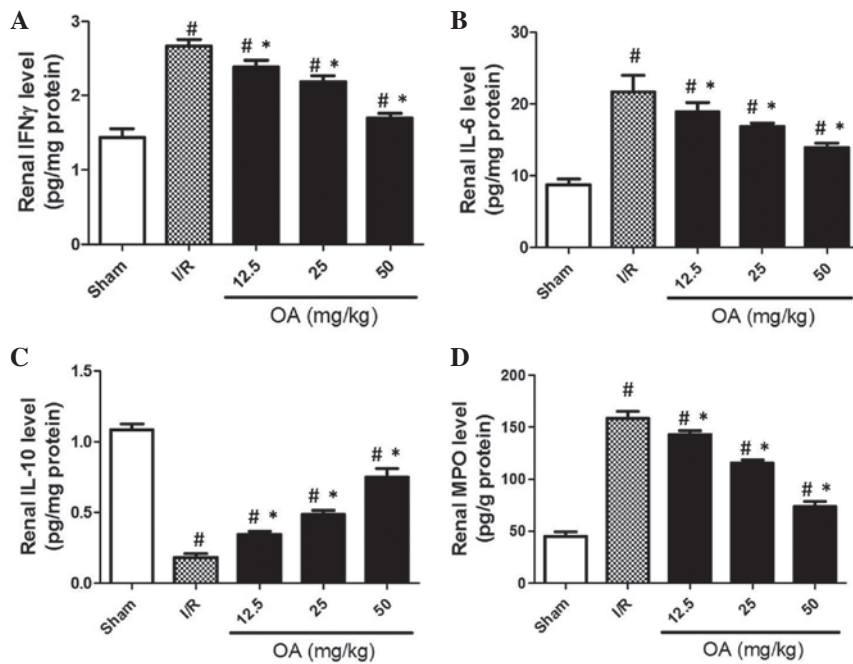 A
Renal IFNγ level
(pg/mg protein)
3
2
1
0
#
# *
# *
# *
Sham
I/R
12.5
25
50
OA (mg/kg)
B
Renal IL-6 level
(pg/mg protein)
30
20
10
0
#
# *
# *
# *
Sham
I/R
12.5
25
50
OA (mg/kg)
C
Renal IL-10 level
(pg/mg protein)
1.5
1.0
0.5
0.0
#
# *
# *
# *
Sham
I/R
12.5
25
50
OA (mg/kg)
D
Renal MPO level
(pg/g protein)
200
150
100
50
0
#
# *
# *
# *
Sham
I/R
12.5
25
50
OA (mg/kg)